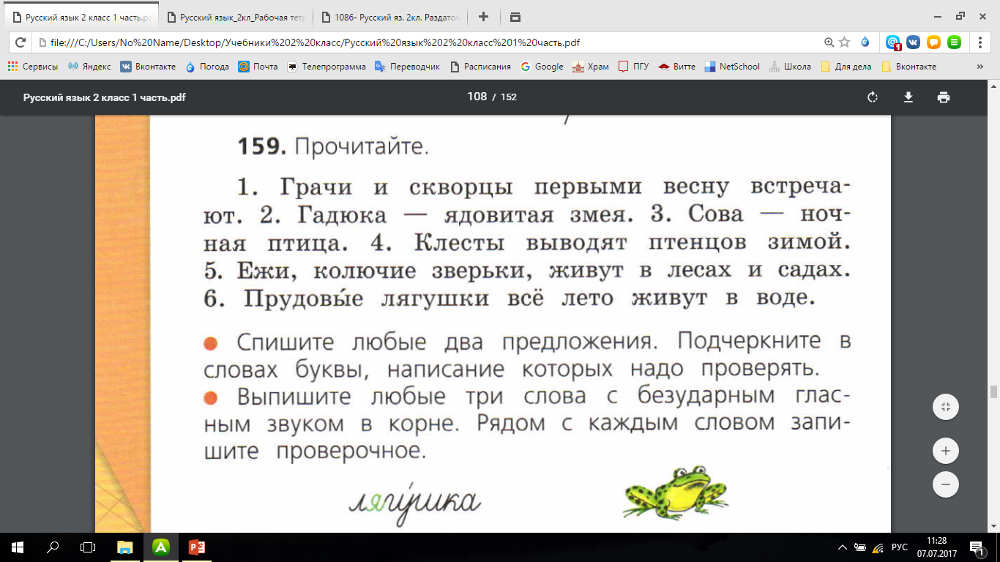 Русский язык 2 класс 1 часть.pd
Русский язык_2кл_Рабочая тетр
1086- Русский яз. 2кл. Раздаточ
file:///C:/Users/No%20Name/Desktop/Учебники%202%20класс/Русский%20язык%202%20класс%201%20часть.pdf
1
Сервисы Яндекс Вконтакте Погода Почта Телепрограмма Переводчик Расписания Google Храм ПГУ Витте NetSchool Школа Для дела Вконтакте »
Русский язык 2 класс 1 часть.pdf 108 / 152
159. Прочитайте.
1. Грачи и скворцы первыми весну встреча-
ют. 2. Гадюка — ядовитая змея. 3. Сова — ноч-
ная птица. 4. Клесты выводят птенцов зимой.
5. Ежи, колючие зверьки, живут в лесах и садах.
6. Прудовы́е лягушки всё лето живут в воде.
Спишите любые два предложения. Подчеркните в
словах буквы, написание которых надо проверять.
Выпишите любые три слова с безударным глас-
ным звуком в корне. Рядом с каждым словом запи-
шите проверочное.
лягу́шка
РУС
11:28
07.07.2017
1